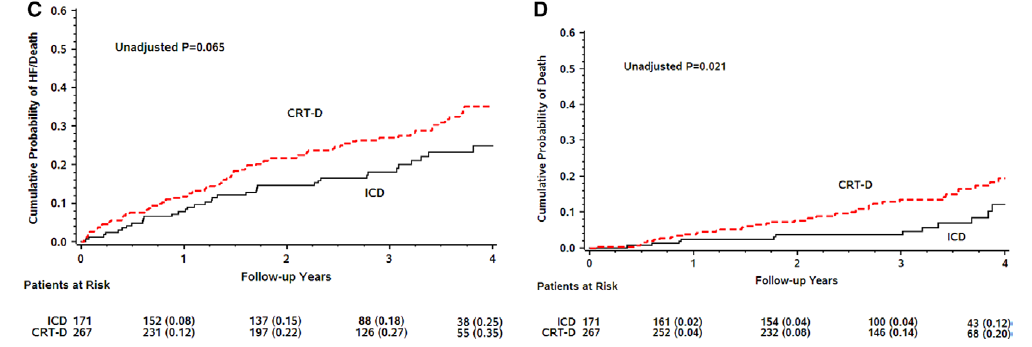 C
0.6
0.5
0.4
0.3
0.2
0.1
0.0
Cumulative Probability of HF/Death
Unadjusted P=0.065
CRT-D
ICD
0 1 2 3 4
Follow-up Years
Patients at Risk
ICD 171 152 (0.08) 137 (0.15) 88 (0.18) 38 (0.25)
CRT-D 267 231 (0.12) 197 (0.22) 126 (0.27) 55 (0.35)
D
0.6
0.5
0.4
0.3
0.2
0.1
0.0
Cumulative Probability of Death
Unadjusted P=0.021
CRT-D
ICD
0 1 2 3 4
Follow-up Years
Patients at Risk
ICD 171 161 (0.02) 154 (0.04) 100 (0.04) 43 (0.12)
CRT-D 267 252 (0.04) 232 (0.08) 146 (0.14) 68 (0.20)